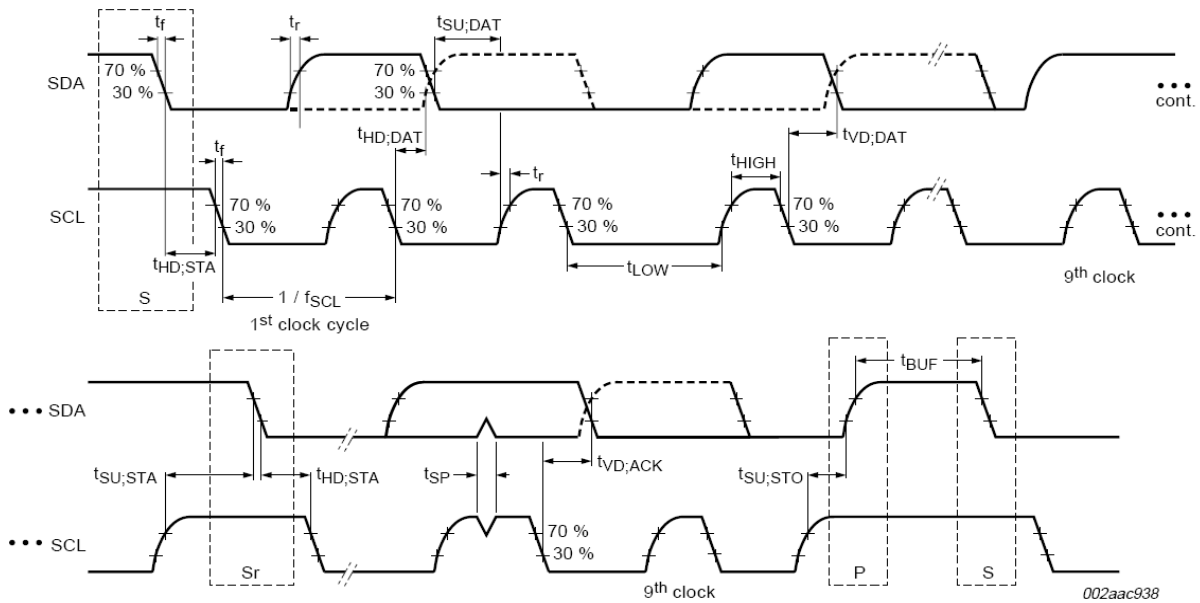 tf
tr
tSU;DAT
SDA
70 %
30 %
70 %
30 %
cont.
tHD;DAT
tVD;DAT
tf
tr
tHIGH
SCL
70 %
30 %
70 %
30 %
70 %
30 %
70 %
30 %
cont.
tHD;STA
tLOW
9th clock
S
1 / fSCL
1st clock cycle
tBUF
SDA
tSU;STA
tHD;STA
tSP
tVD;ACK
tSU;STO
70 %
30 %
SCL
Sr
P
S
9th clock
002aac938